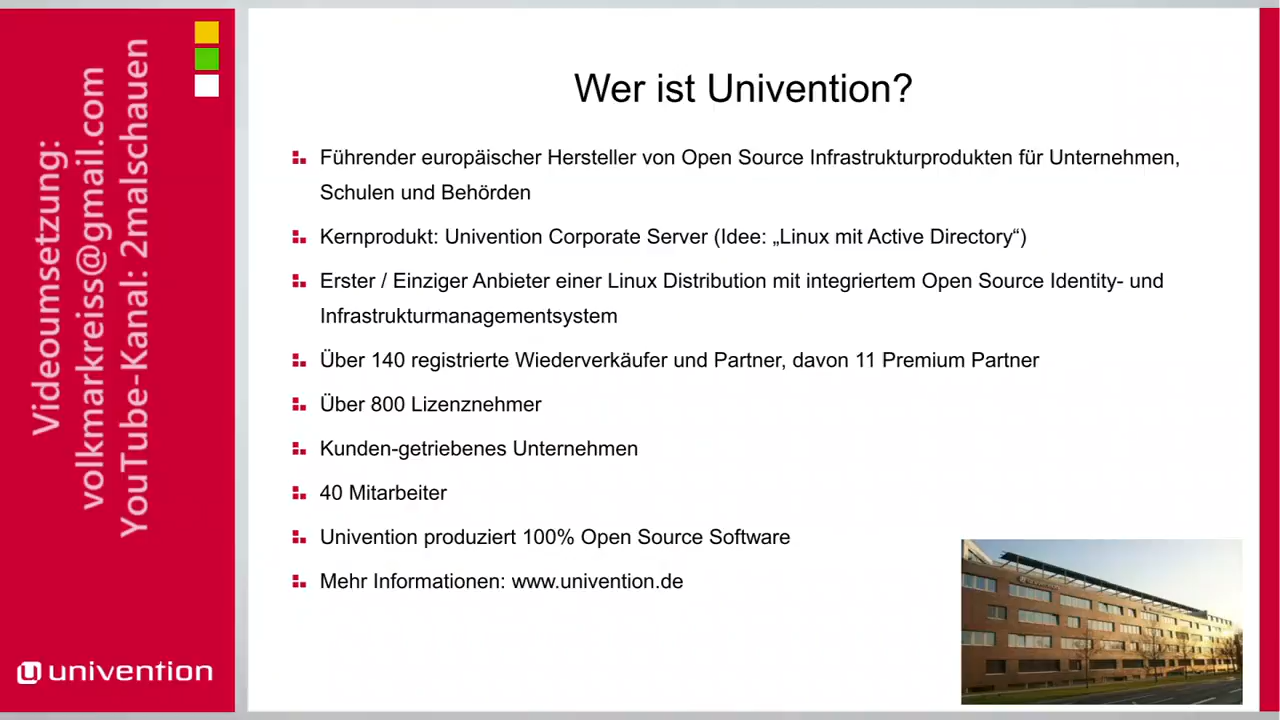 Videoumsetzung:
volkmarkreiss@gmail.com
YouTube-Kanal: 2malschauen
univention
Wer ist Univention?
Führender europäischer Hersteller von Open Source Infrastrukturprodukten für Unternehmen,
Schulen und Behörden
Kernprodukt: Univention Corporate Server (Idee: „Linux mit Active Directory“)
Erster / Einziger Anbieter einer Linux Distribution mit integriertem Open Source Identity- und
Infrastrukturmanagementsystem
Über 140 registrierte Wiederverkäufer und Partner, davon 11 Premium Partner
Über 800 Lizenznehmer
Kunden-getriebenes Unternehmen
40 Mitarbeiter
Univention produziert 100% Open Source Software
Mehr Informationen: www.univention.de